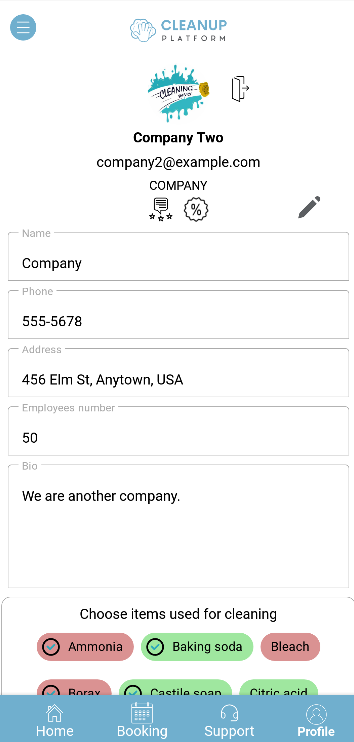 CLEANUP
PLATFORM
CLEANING
SERVICE
Company Two
company2@example.com
COMPANY
%
Name
Company
Phone
555-5678
Address
456 Elm St, Anytown, USA
Employees number
50
Bio
We are another company.
Choose items used for cleaning
Ammonia Baking soda Bleach
Borax Castile soap Citric acid
Home Booking Support Profile